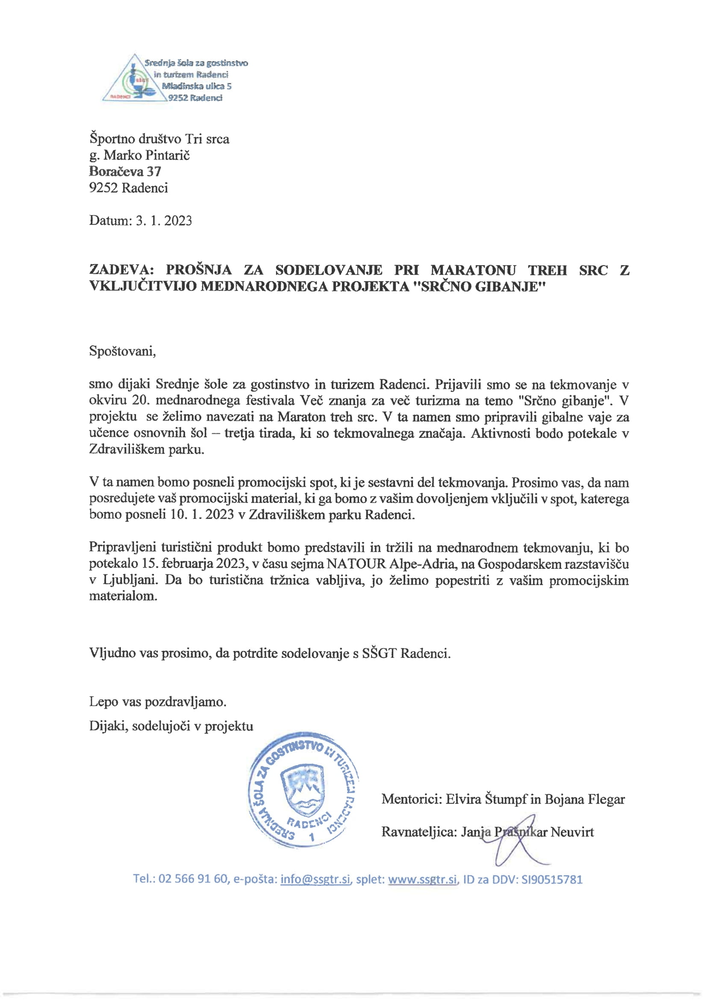 Srednja šola za gostinstvo
in turizem Radenci
Mladinska ulica 5
9252 Radenci
RADENCI
Športno društvo Tri srca
g. Marko Pintarič
Boračeva 37
9252 Radenci
Datum: 3. 1. 2023
ZADEVA: PROŠNJA ZA SODELOVANJE PRI MARATONU TREH SRC Z
VKLJUČITVIJO MEDNARODNEGA PROJEKTA "SRČNO GIBANJE"
Spoštovani,
smo dijaki Srednje šole za gostinstvo in turizem Radenci. Prijavili smo se na tekmovanje v
okviru 20. mednarodnega festivala Več znanja za več turizma na temo "Srčno gibanje". V
projektu se želimo navezati na Maraton treh src. V ta namen smo pripravili gibalne vaje za
učence osnovnih šol – tretja tirada, ki so tekmovalnega značaja. Aktivnosti bodo potekale v
Zdraviliškem parku.
V ta namen bomo posneli promocijski spot, ki je sestavni del tekmovanja. Prosimo vas, da nam
posredujete vaš promocijski material, ki ga bomo z vašim dovoljenjem vključili v spot, katerega
bomo posneli 10. 1. 2023 v Zdraviliškem parku Radenci.
Pripravljeni turistični produkt bomo predstavili in tržili na mednarodnem tekmovanju, ki bo
potekalo 15. februarja 2023, v času sejma NATOUR Alpe-Adria, na Gospodarskem razstavišču
v Ljubljani. Da bo turistična tržnica vabljiva, jo želimo popestriti z vašim promocijskim
materialom.
Vljudno vas prosimo, da potrdite sodelovanje s SŠGT Radenci.
Lepo vas pozdravljamo.
Dijaki, sodelujoči v projektu
SREDNJA ŠOLA ZA GOSTINSTVO IN TURIZEM RADENCI
RADENCI
1
Mentorici: Elvira Štumpf in Bojana Flegar
Ravnateljica: Janja Prašnikar Neuvirt
Tel.: 02 566 91 60, e-pošta: info@ssgtr.si, splet: www.ssgtr.si, ID za DDV: SI90515781